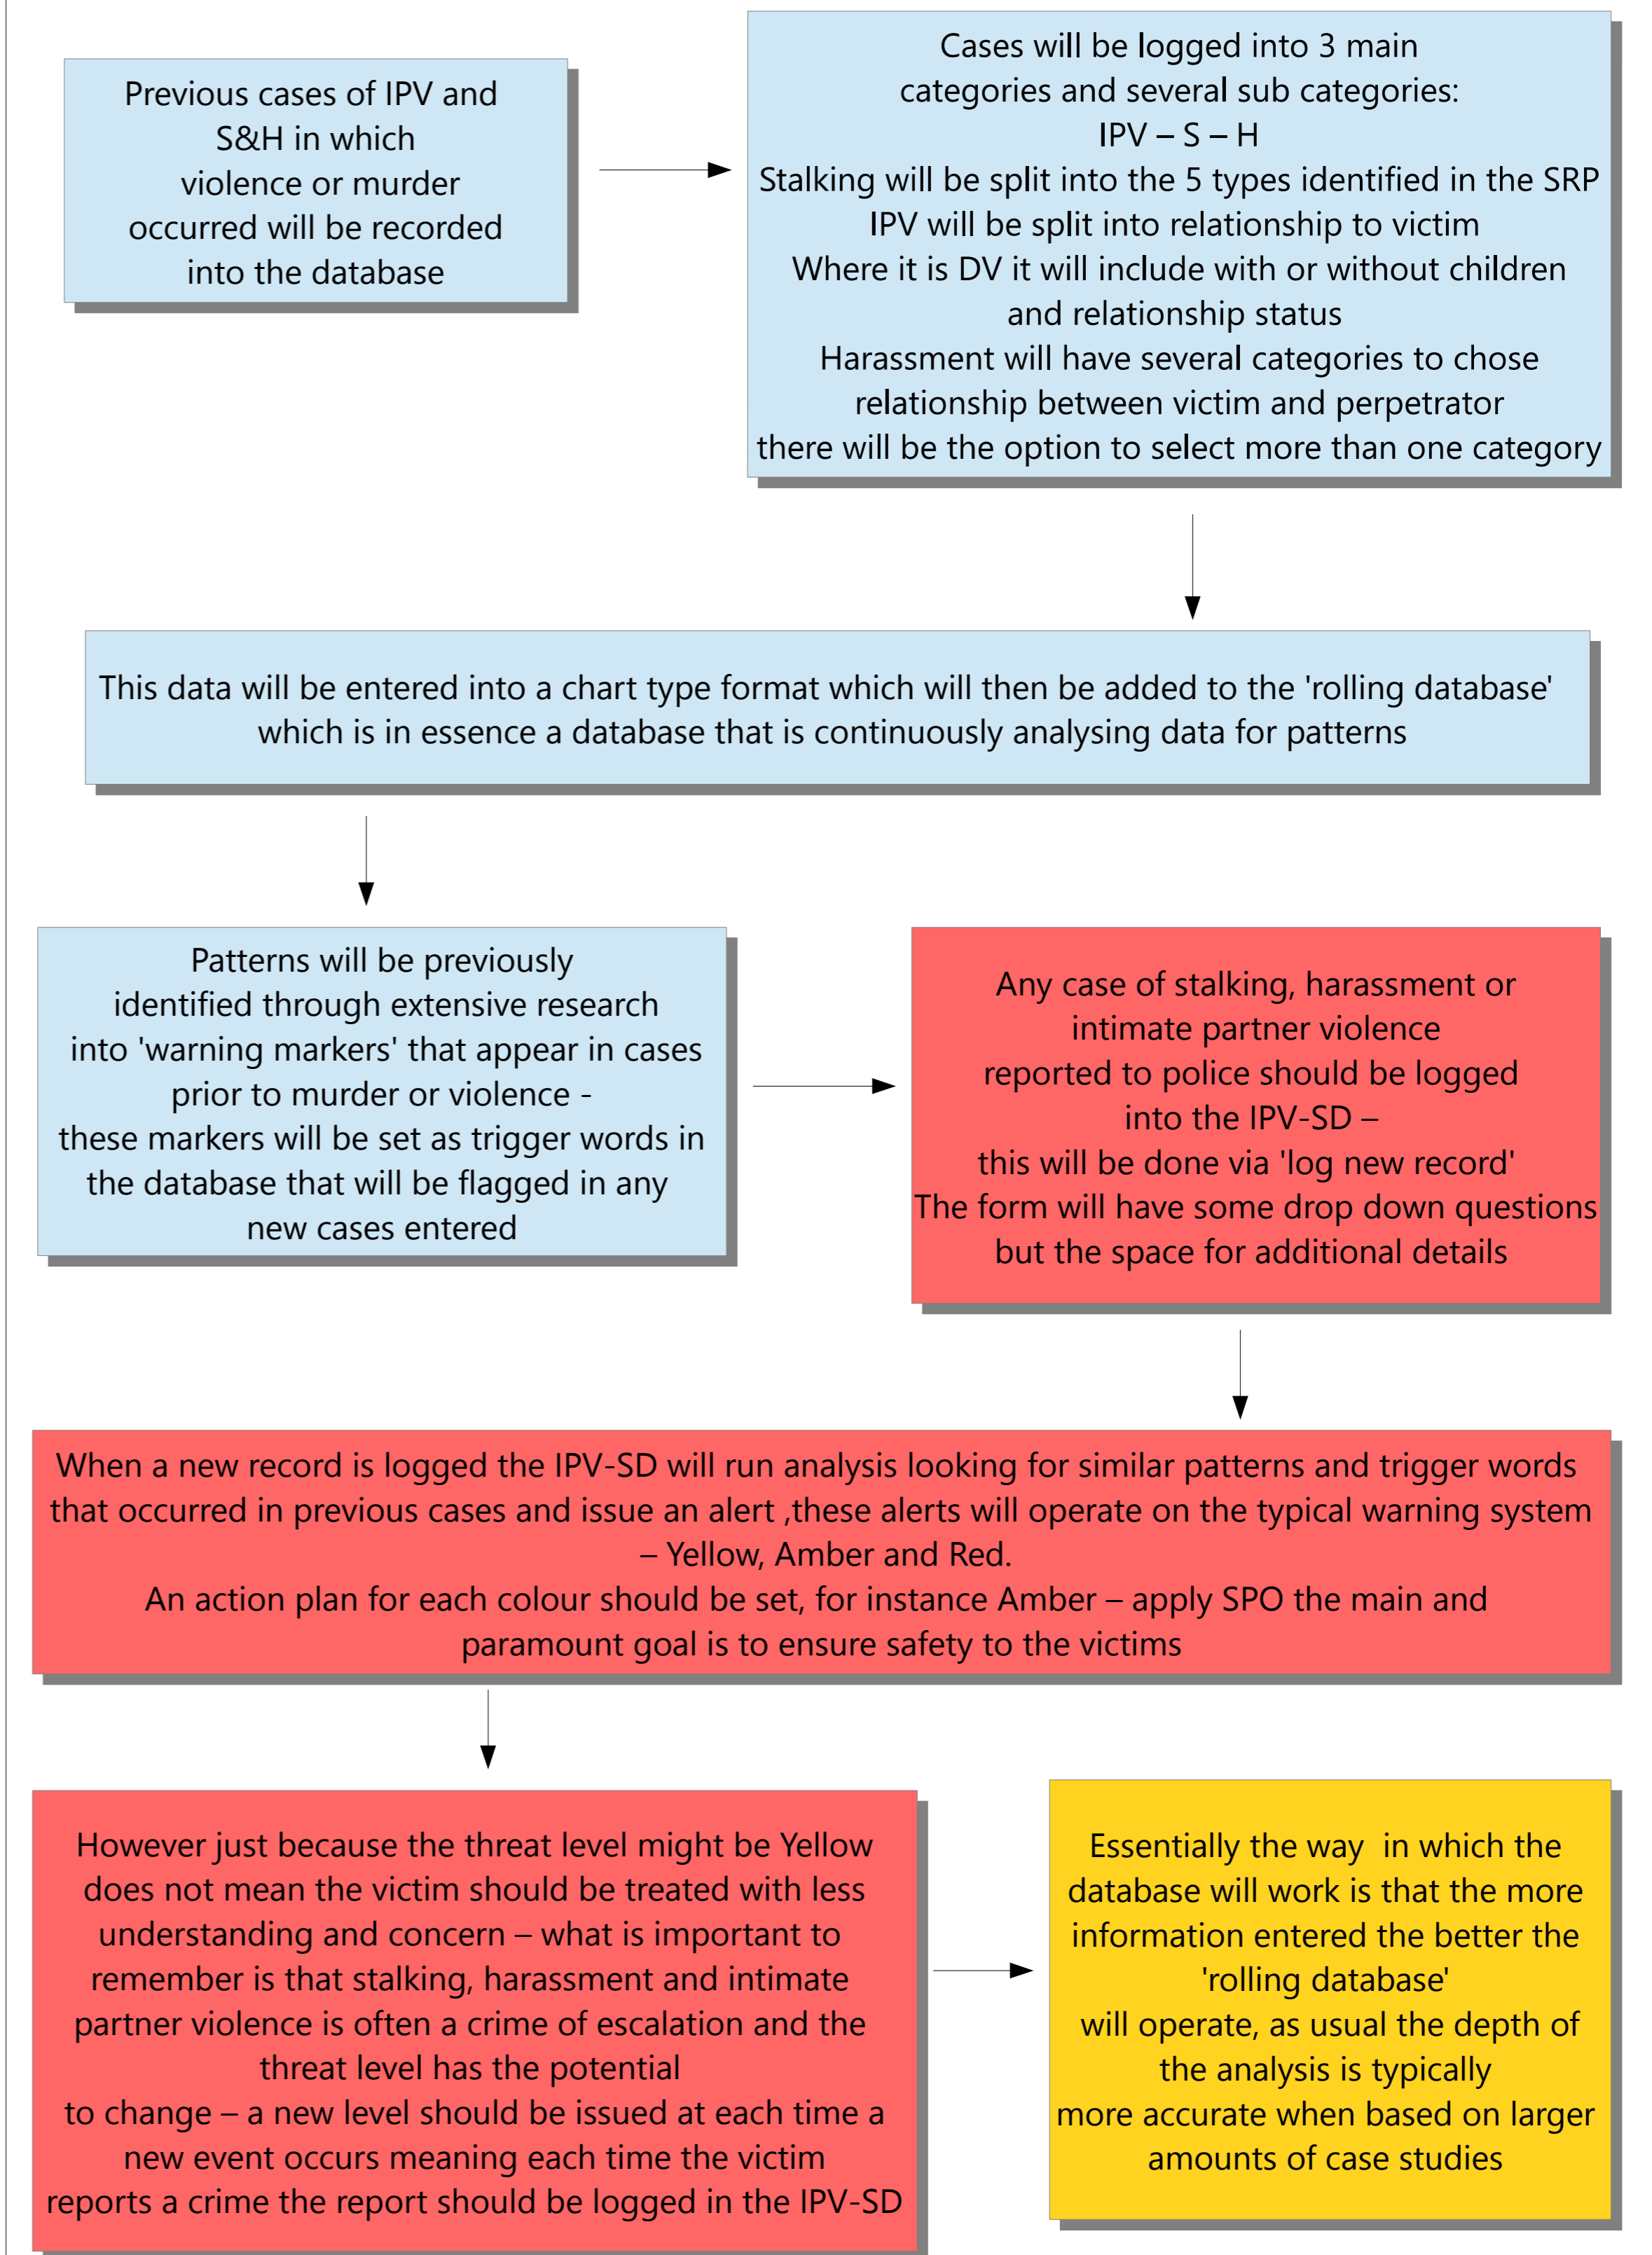 Previous cases of IPV and
S&H in which
violence or murder
occurred will be recorded
into the database
Cases will be logged into 3 main
categories and several sub categories:
IPV – S – H
Stalking will be split into the 5 types identified in the SRP
IPV will be split into relationship to victim
Where it is DV it will include with or without children
and relationship status
Harassment will have several categories to chose
relationship between victim and perpetrator
there will be the option to select more than one category
This data will be entered into a chart type format which will then be added to the 'rolling database'
which is in essence a database that is continuously analysing data for patterns
Patterns will be previously
identified through extensive research
into 'warning markers' that appear in cases
prior to murder or violence -
these markers will be set as trigger words in
the database that will be flagged in any
new cases entered
Any case of stalking, harassment or
intimate partner violence
reported to police should be logged
into the IPV-SD –
this will be done via 'log new record'
The form will have some drop down questions
but the space for additional details
When a new record is logged the IPV-SD will run analysis looking for similar patterns and trigger words
that occurred in previous cases and issue an alert ,these alerts will operate on the typical warning system
– Yellow, Amber and Red.
An action plan for each colour should be set, for instance Amber – apply SPO the main and
paramount goal is to ensure safety to the victims
However just because the threat level might be Yellow
does not mean the victim should be treated with less
understanding and concern – what is important to
remember is that stalking, harassment and intimate
partner violence is often a crime of escalation and the
threat level has the potential
to change – a new level should be issued at each time a
new event occurs meaning each time the victim
reports a crime the report should be logged in the IPV-SD
Essentially the way in which the
database will work is that the more
information entered the better the
'rolling database'
will operate, as usual the depth of
the analysis is typically
more accurate when based on larger
amounts of case studies